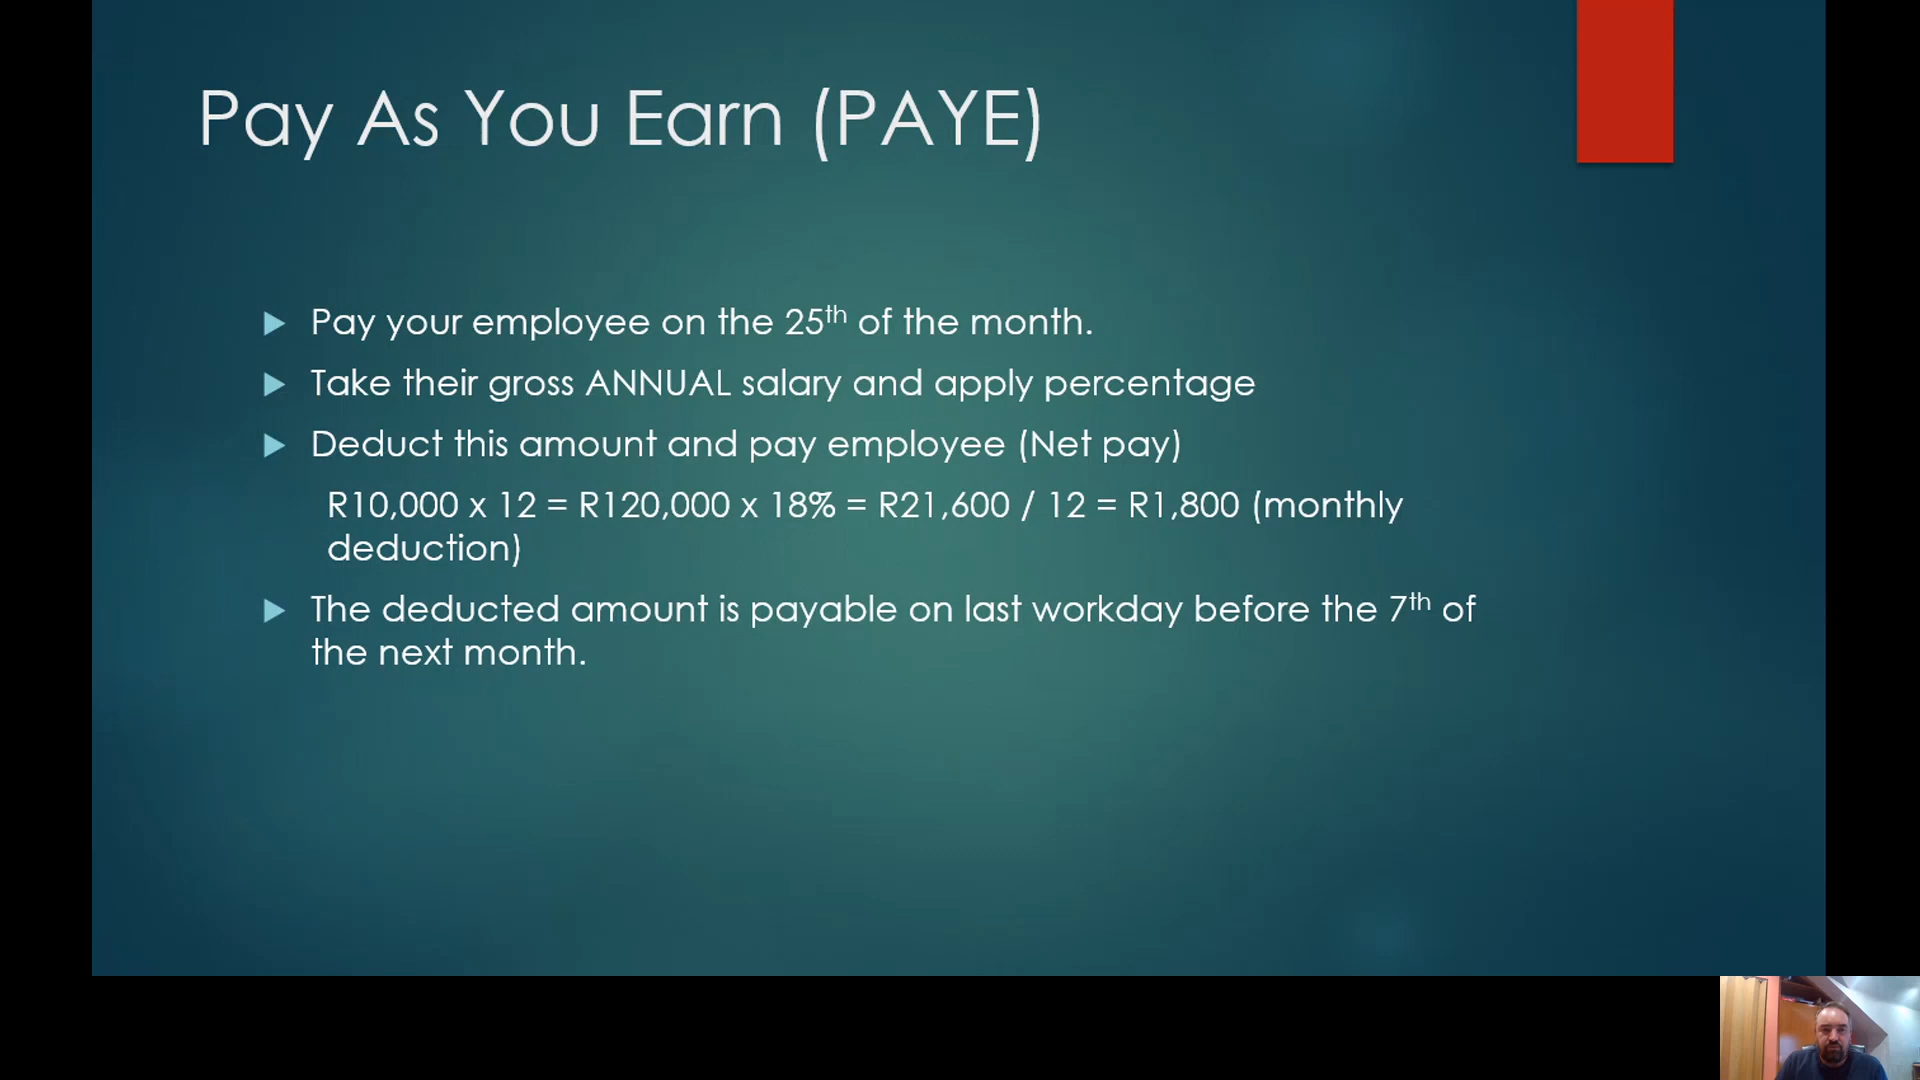 Pay As You Earn (PAYE)
Pay your employee on the 25th of the month.
Take their gross ANNUAL salary and apply percentage
Deduct this amount and pay employee (Net pay)
R10,000 x 12 = R120,000 x 18% = R21,600 / 12 = R1,800 (monthly
deduction)
The deducted amount is payable on last workday before the 7th of
the next month.